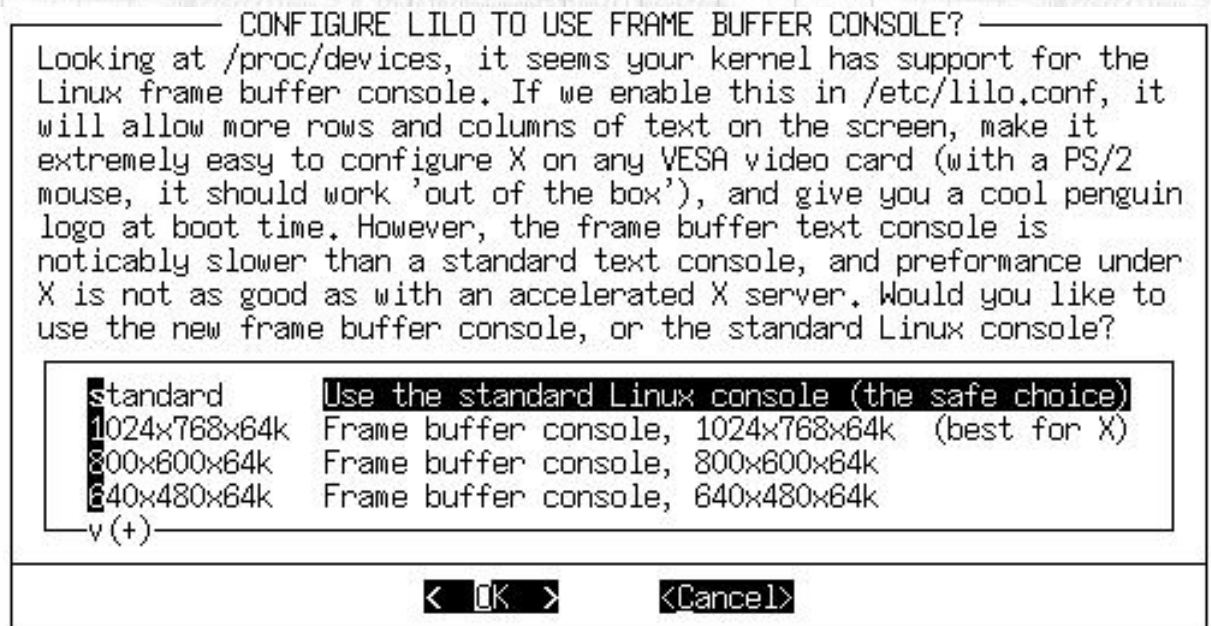 CONFIGURE LILO TO USE FRAME BUFFER CONSOLE?
Looking at /proc/devices, it seems your kernel has support for the
Linux frame buffer console. If we enable this in /etc/lilo.conf, it
will allow more rows and columns of text on the screen, make it
extremely easy to configure X on any VESA video card (with a PS/2
mouse, it should work 'out of the box'), and give you a cool penguin
logo at boot time. However, the frame buffer text console is
noticably slower than a standard text console, and preformance under
X is not as good as with an accelerated X server. Would you like to
use the new frame buffer console, or the standard Linux console?
standard Use the standard Linux console (the safe choice)
1024x768x64k Frame buffer console, 1024x768x64k (best for X)
800x600x64k Frame buffer console, 800x600x64k
640x480x64k Frame buffer console, 640x480x64k
v(+)
< OK > <Cancel>